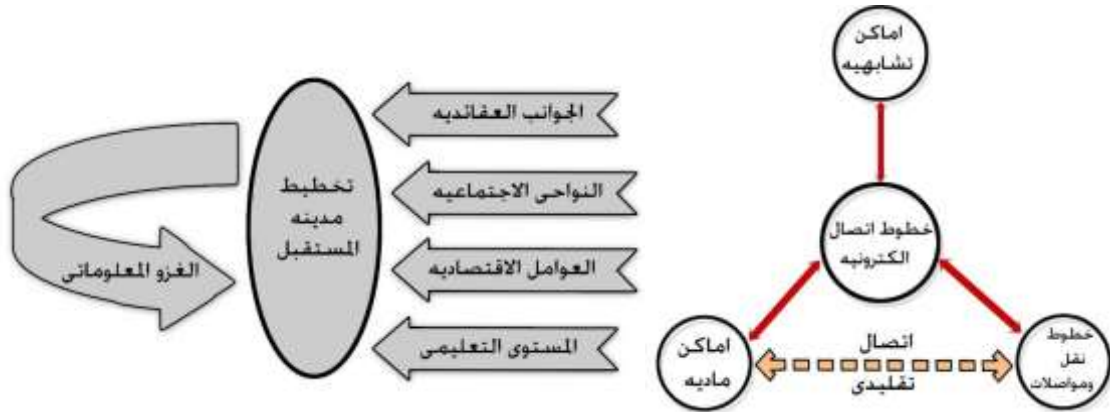 اماكن
تشابهيه
خطوط اتصال
الكترونيه
اماكن
ماديه
اتصال
تقليدى
خطوط
نقل
ومواصلات
الجوانب العقائديه
النواحى الاجتماعيه
العوامل الاقتصاديه
المستوى التعليمى
تخطيط
مدينه
المستقبل
الغزو المعلوماتى